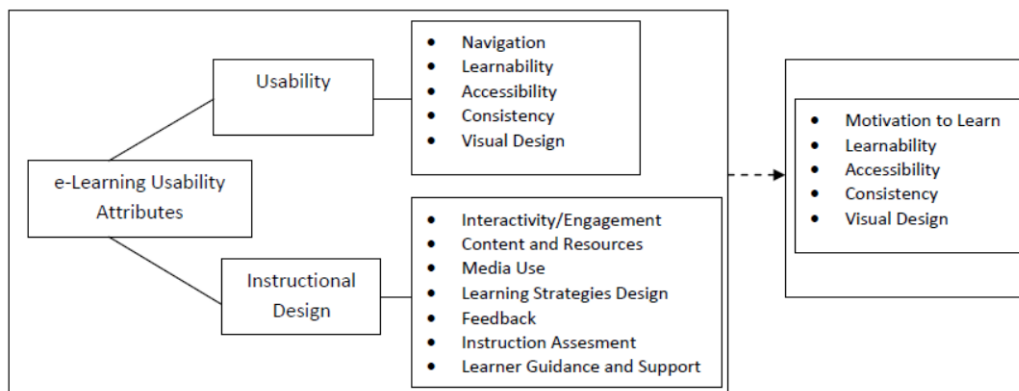 e-Learning Usability
Attributes
Usability
• Navigation
• Learnability
• Accessibility
• Consistency
• Visual Design
Instructional
Design
• Interactivity/Engagement
• Content and Resources
• Media Use
• Learning Strategies Design
• Feedback
• Instruction Assesment
• Learner Guidance and Support
• Motivation to Learn
• Learnability
• Accessibility
• Consistency
• Visual Design